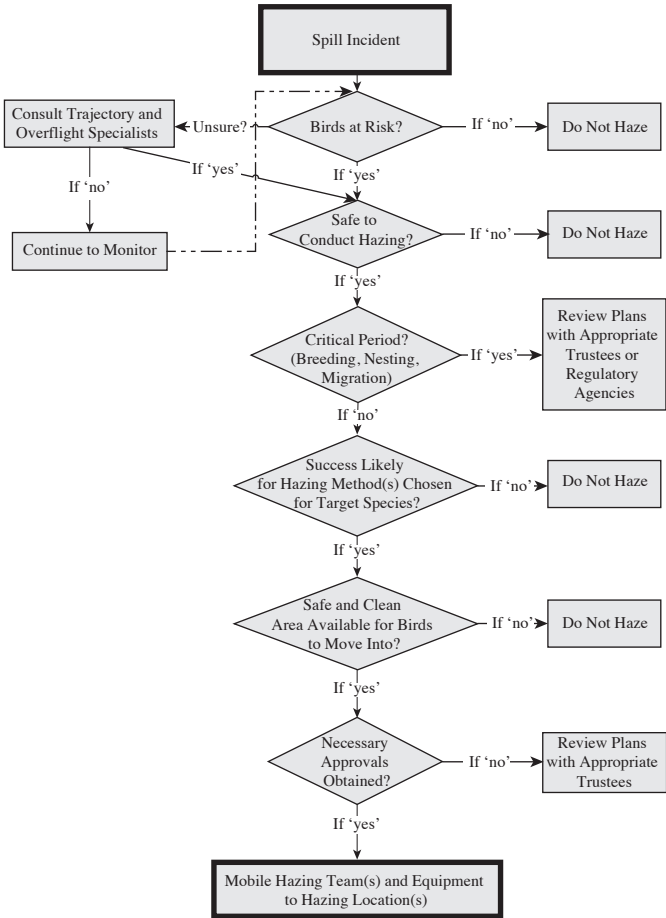 Spill Incident
Consult Trajectory and
Overflight Specialists
Unsure?
Birds at Risk?
If ‘no’
Do Not Haze
If ‘no’
If ‘yes’
If ‘yes’
Continue to Monitor
Safe to
Conduct Hazing?
If ‘no’
Do Not Haze
If ‘yes’
Critical Period?
(Breeding, Nesting,
Migration)
If ‘yes’
Review Plans
with Appropriate
Trustees or
Regulatory
Agencies
If ‘no’
Success Likely
for Hazing Method(s) Chosen
for Target Species?
If ‘no’
Do Not Haze
If ‘yes’
Safe and Clean
Area Available for Birds
to Move Into?
If ‘no’
Do Not Haze
If ‘yes’
Necessary
Approvals
Obtained?
If ‘no’
Review Plans
with Appropriate
Trustees
If ‘yes’
Mobile Hazing Team(s) and Equipment
to Hazing Location(s)